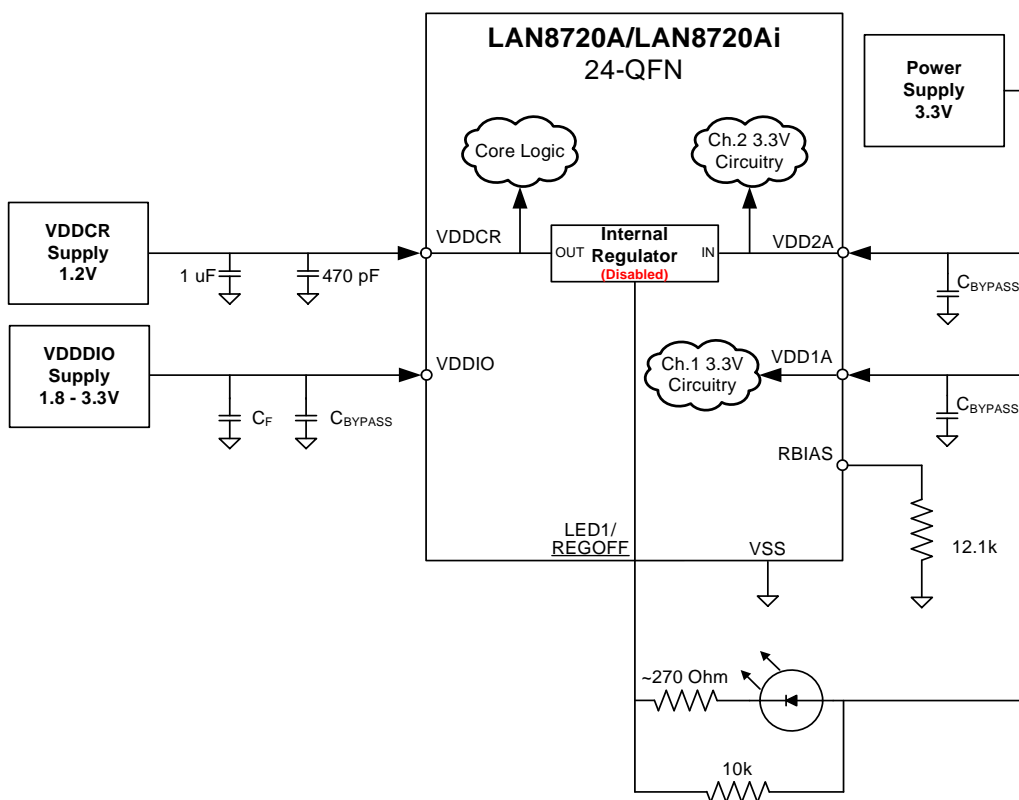 LAN8720A/LAN8720Ai
24-QFN
Power
Supply
3.3V
Core Logic
Ch.2 3.3V
Circuitry
VDDCR
Supply
1.2V
VDDCR
OUT
Internal
Regulator
(Disabled)
IN
VDD2A
1 uF
470 pF
CBYPASS
VDDDIO
Supply
1.8 - 3.3V
VDDIO
Ch.1 3.3V
Circuitry
VDD1A
CF
CBYPASS
CBYPASS
RBIAS
LED1/
REGOFF
VSS
12.1k
~270 Ohm
10k